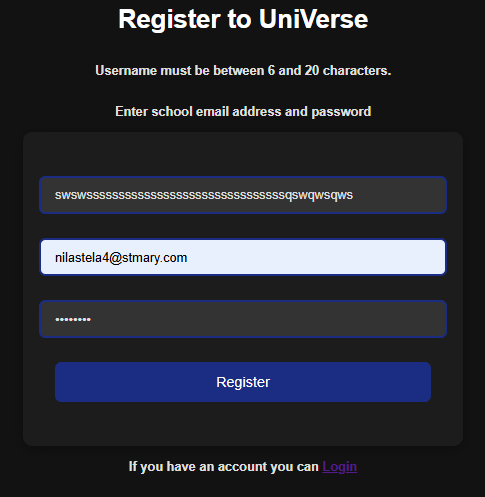 Register to UniVerse
Username must be between 6 and 20 characters.
Enter school email address and password
swswsssssssssssssssssssssssssssssssqswqwsqws
nilastela4@stmary.com
••••••••
Register
If you have an account you can Login